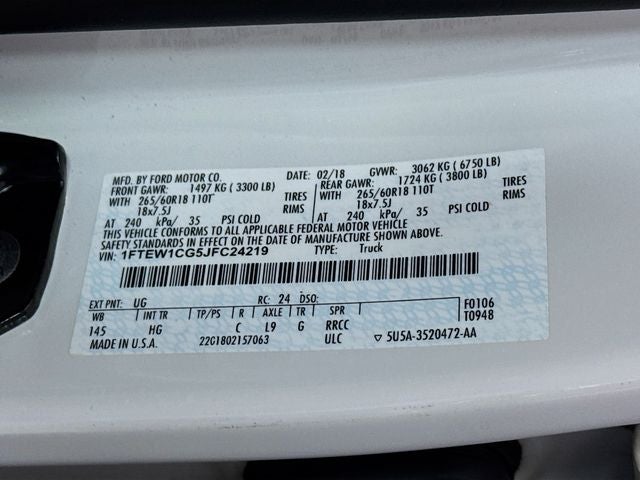 MFD. BY FORD MOTOR CO. DATE: 02/18 GVWR: 3062 KG ( 6750 LB)
FRONT GAWR: 1497 KG ( 3300 LB) REAR GAWR: 1724 KG ( 3800 LB)
WITH 265/60R18 110T TIRES WITH 265/60R18 110T TIRES
18x7.5J RIMS 18x7.5J RIMS
AT 240 kPa/ 35 PSI COLD AT 240 kPa/ 35 PSI COLD
THIS VEHICLE CONFORMS TO ALL APPLICABLE FEDERAL MOTOR VEHICLE
SAFETY STANDARDS IN EFFECT ON THE DATE OF MANUFACTURE SHOWN ABOVE.
VIN: 1FTEW1CG5JFC24219 TYPE: Truck
EXT PNT: UG RC: 24 DSO: F0106
WB INT TR TP/PS R AXLE TR SPR T0948
145 HG C L9 G RRCC
MADE IN U.S.A. 22G1802157063 ULC 5U5A-3520472-AA